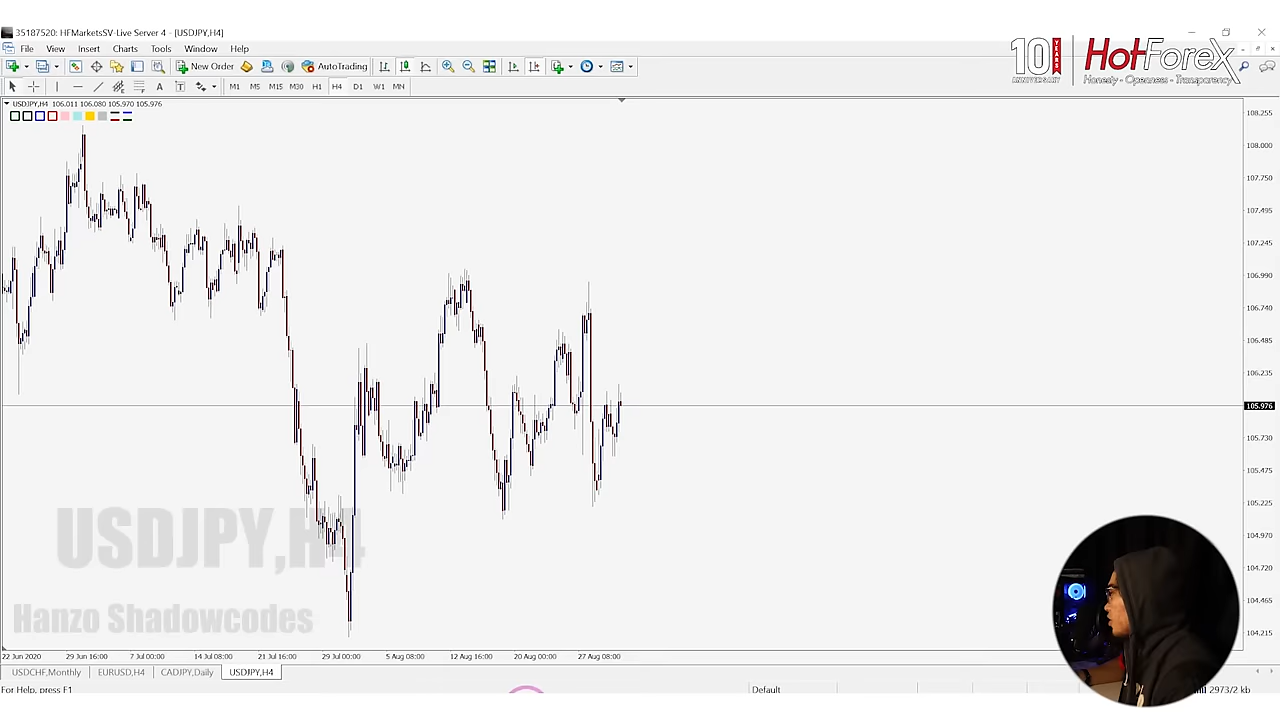 35187520: HFMarketsSV-Live Server 4 - [USDJPY,H4]
File View Insert Charts Tools Window Help
10 YEARS ANNIVERSARY
HotForex
Honesty - Openness - Transparency
New Order AutoTrading
A T M1 M5 M15 M30 H1 H4 D1 W1 MN
USDJPY,H4 106.011 106.080 105.970 105.976
108.255
108.000
107.750
107.495
107.245
106.990
106.740
106.485
106.235
105.976
105.730
105.475
105.225
104.970
104.720
104.465
104.215
USDJPY,H4
Hanzo Shadowcodes
22 Jun 2020 29 Jun 16:00 7 Jul 00:00 14 Jul 08:00 21 Jul 16:00 29 Jul 00:00 5 Aug 08:00 12 Aug 16:00 20 Aug 00:00 27 Aug 08:00
USDCHF,Monthly EURUSD,H4 CADJPY,Daily USDJPY,H4
For Help, press F1 Default 2973/2 kb